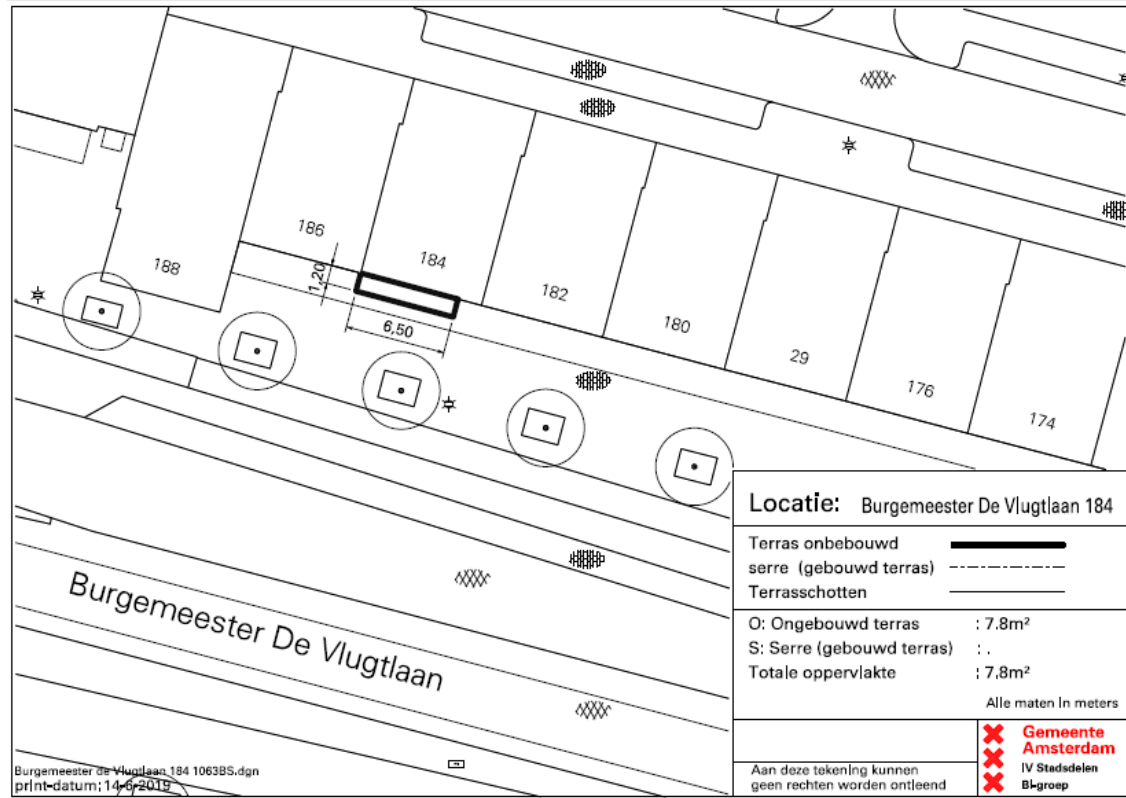 186
184
188
182
180
29
176
174
1,20
6,50
Burgemeester De Vlugtlaan
Locatie: Burgemeester De Vlugtlaan 184
Terras onbebouwd
serre (gebouwd terras)
Terrasschotten
O: Ongebouwd terras : 7.8m²
S: Serre (gebouwd terras) : .
Totale oppervlakte : 7,8m²
Alle maten in meters
Gemeente
Amsterdam
IV Stadsdelen
BI-groep
Aan deze tekening kunnen
geen rechten worden ontleend
Burgemeester de Vlugtlaan 184 1063BS.dgn
print-datum: 14-6-2019